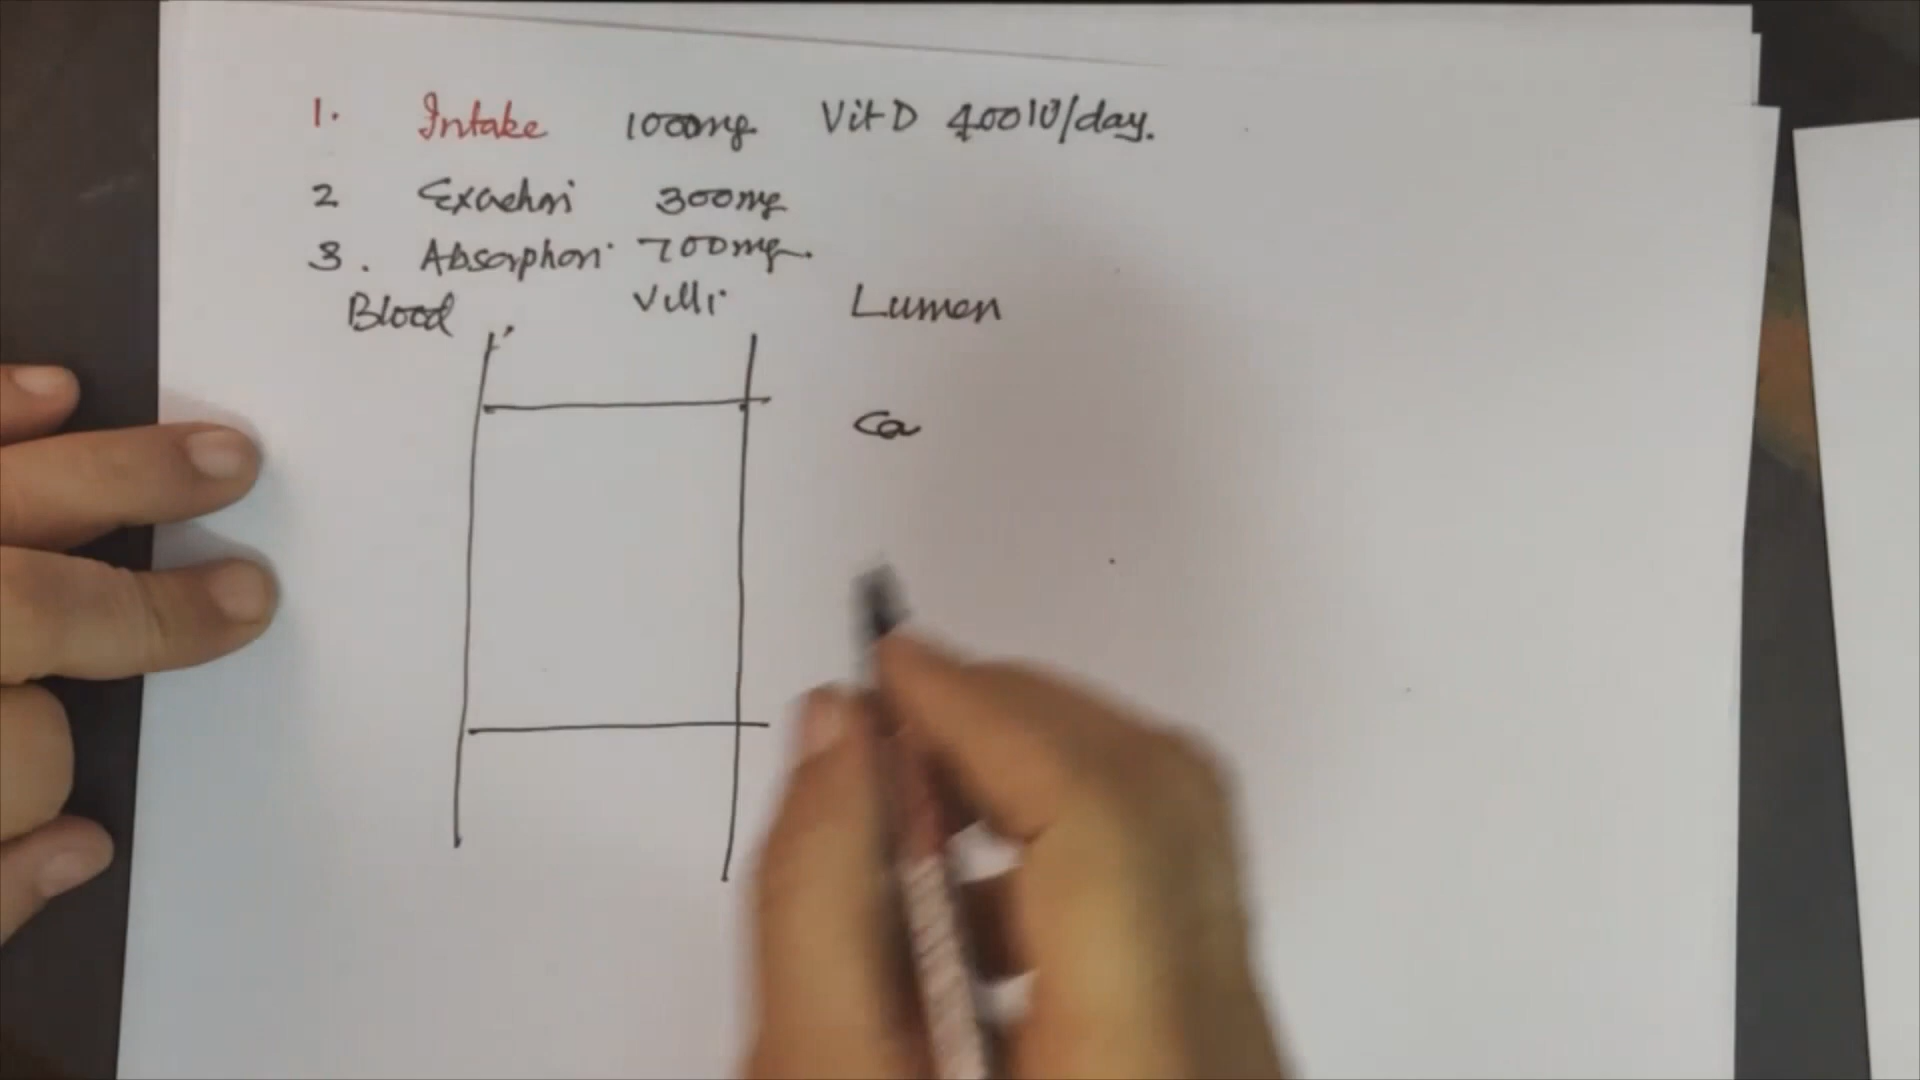 1. Intake 1000mg Vit D 400IU/day.
2 Excretion 300mg
3. Absorption 700mg.
Blood Villi Lumen
Ca